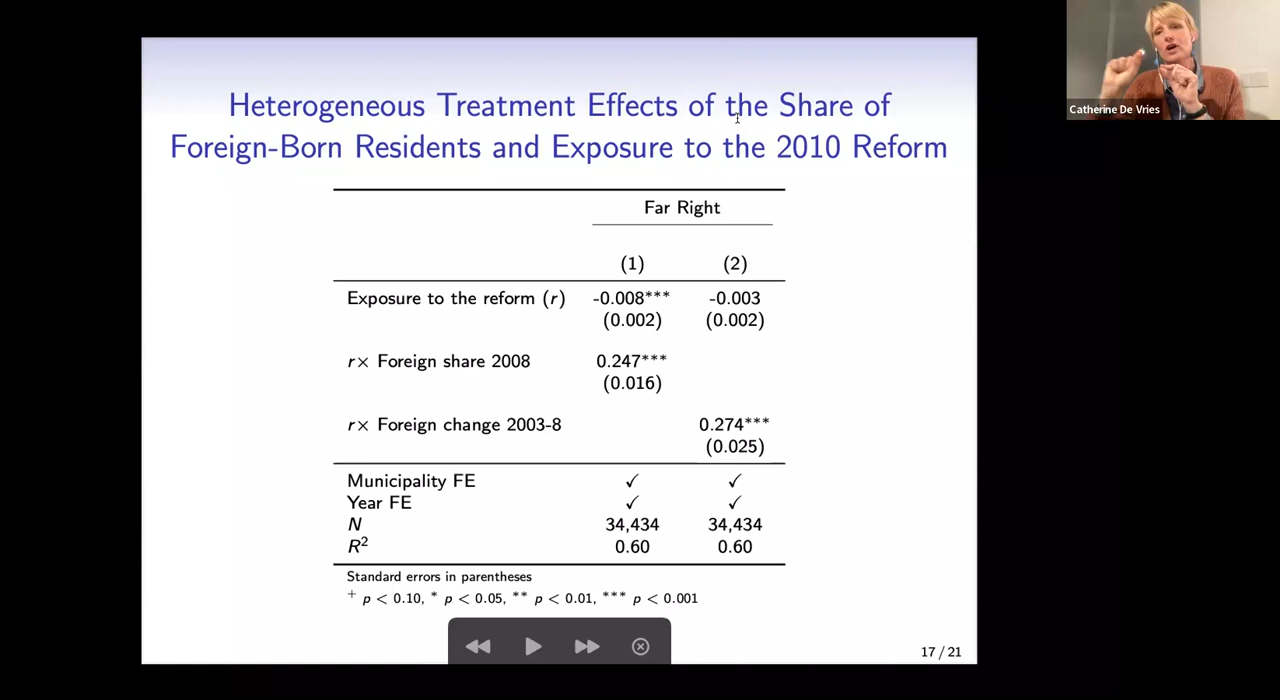 Heterogeneous Treatment Effects of the Share of
Foreign-Born Residents and Exposure to the 2010 Reform
Far Right
(1) (2)
Exposure to the reform (r) -0.008*** -0.003
(0.002) (0.002)
r× Foreign share 2008 0.247***
(0.016)
r× Foreign change 2003-8 0.274***
(0.025)
Municipality FE ✓ ✓
Year FE ✓ ✓
N 34,434 34,434
R² 0.60 0.60
Standard errors in parentheses
+ p < 0.10, * p < 0.05, ** p < 0.01, *** p < 0.001
17 / 21
Catherine De Vries